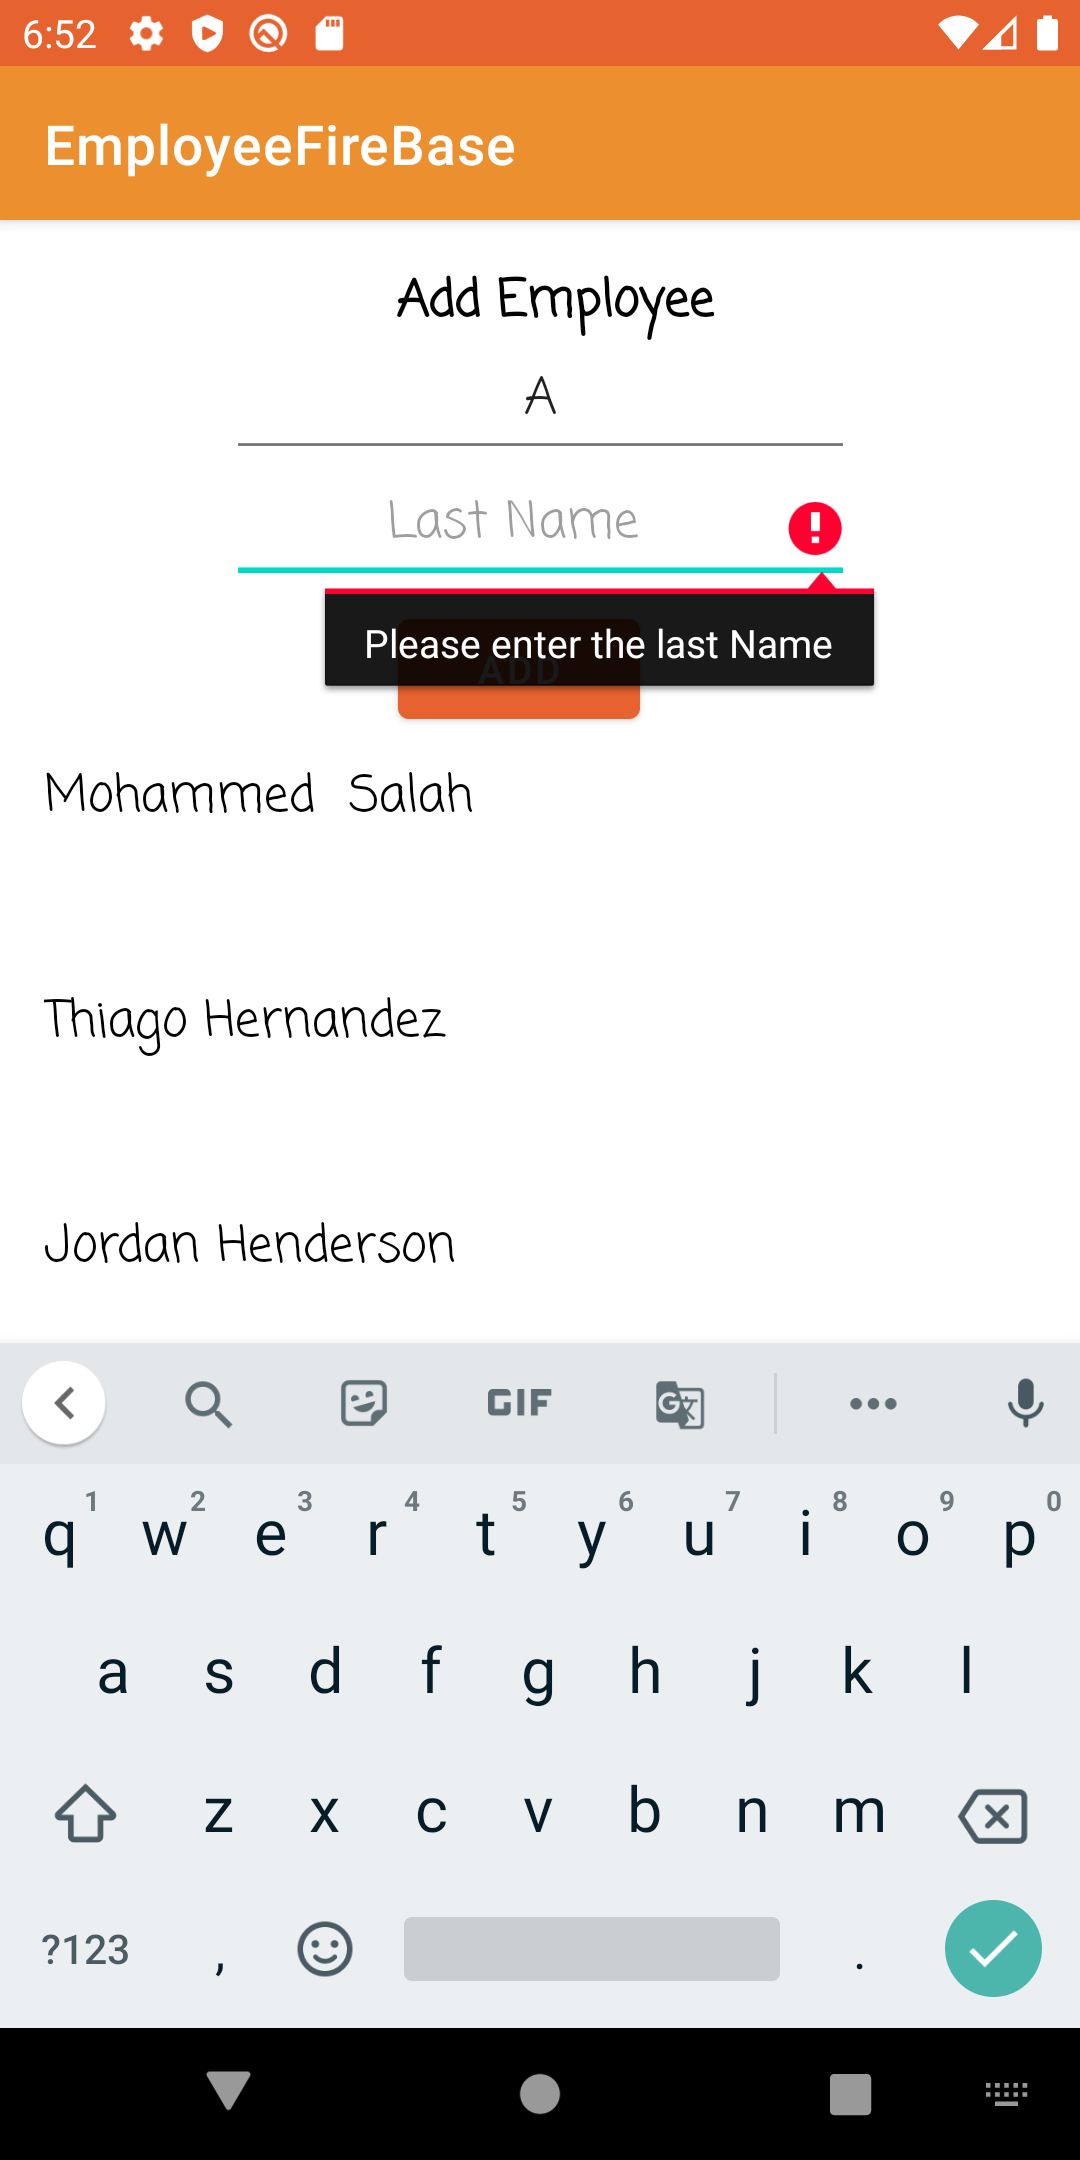 6:52
EmployeeFireBase
Add Employee
A
Last Name
Please enter the last Name
ADD
Mohammed Salah
Thiago Hernandez
Jordan Henderson
GIF
q 1 w 2 e 3 r 4 t 5 y 6 u 7 i 8 o 9 p 0
a s d f g h j k l
z x c v b n m
?123 , .